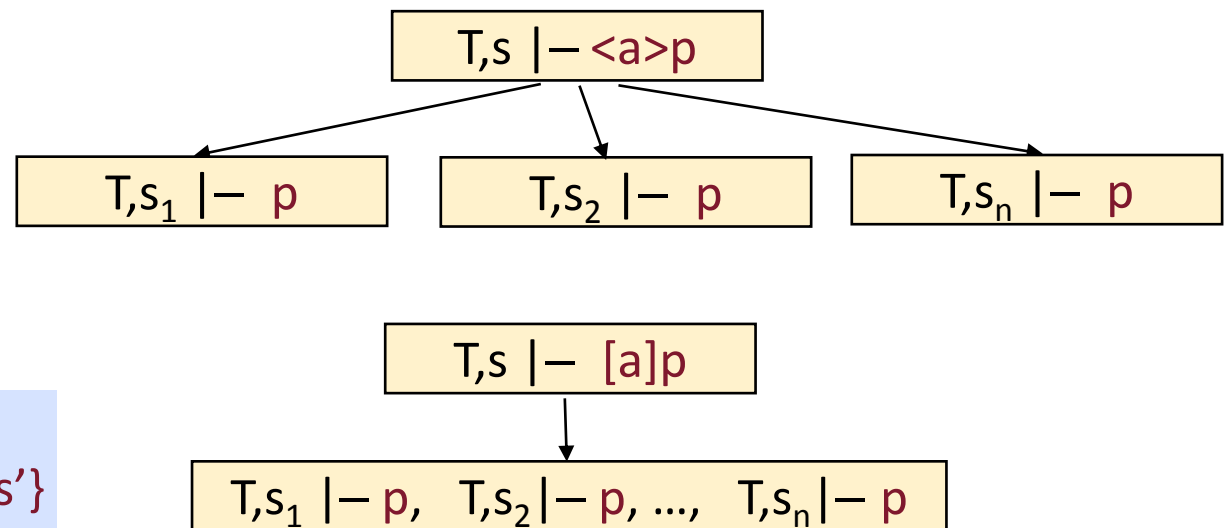 T,s |— <a>p
T,s₁ |— p
T,s₂ |— p
T,sₙ |— p
T,s |— [a]p
s’}
T,s₁ |— p, T,s₂|— p, ..., T,sₙ|— p